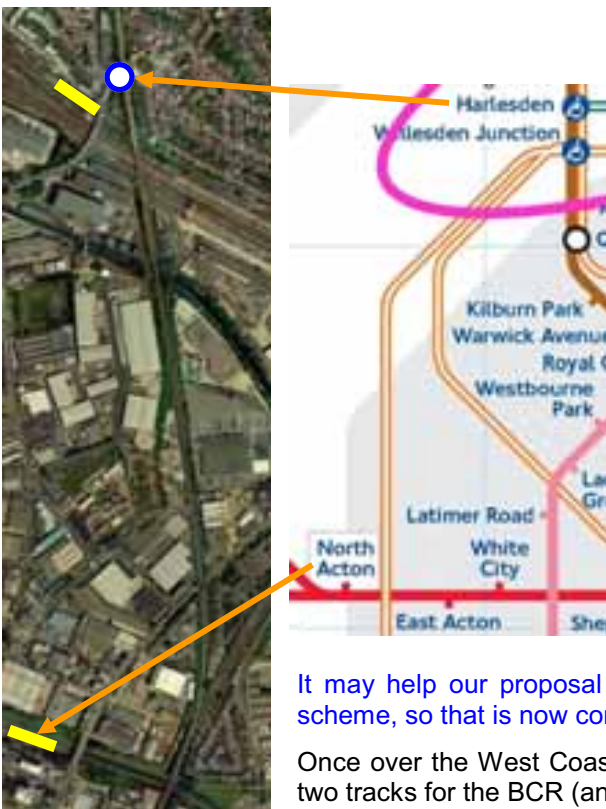 Harlesden
Willesden Junction
Kilburn Park
Warwick Avenue
Royal
Westbourne
Park
Latimer Road
North
Acton
White
City
East Acton
She
It may help our proposal
scheme, so that is now
Once over the West Coas
two tracks for the BCR (an